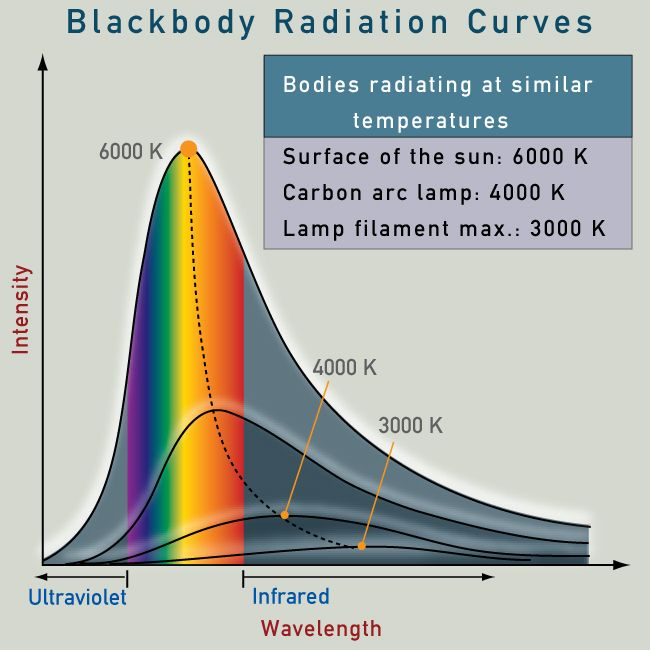 Blackbody Radiation Curves
Bodies radiating at similar
temperatures
Surface of the sun: 6000 K
Carbon arc lamp: 4000 K
Lamp filament max.: 3000 K
6000 K
Intensity
4000 K
3000 K
Ultraviolet
Infrared
Wavelength